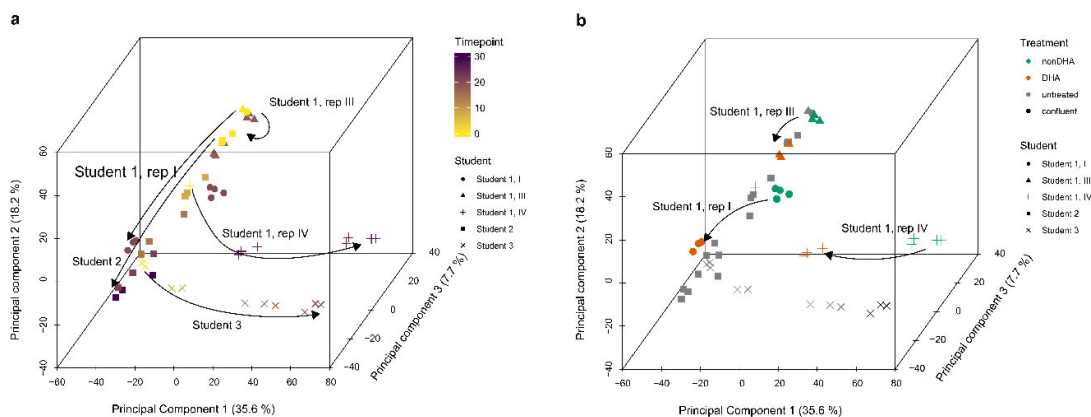 a
Timepoint
30
20
10
0
Student
Student 1, I
Student 1, III
Student 1, IV
Student 2
Student 3
Student 1, rep III
Student 1, rep I
Student 1, rep IV
Student 2
Student 3
60
40
20
0
−20
−40
Principal Component 2 (18.2 %)
−60
−40
−20
0
20
40
60
80
Principal Component 1 (35.6 %)
−40
−20
0
20
40
Principal component 3 (7.7 %)
b
Treatment
nonDHA
DHA
untreated
confluent
Student
Student 1, I
Student 1, III
Student 1, IV
Student 2
Student 3
Student 1, rep III
Student 1, rep I
Student 1, rep IV
60
40
20
0
−20
−40
Principal Component 2 (18.2 %)
−60
−40
−20
0
20
40
60
80
Principal Component 1 (35.6 %)
−40
−20
0
20
40
Principal component 3 (7.7 %)